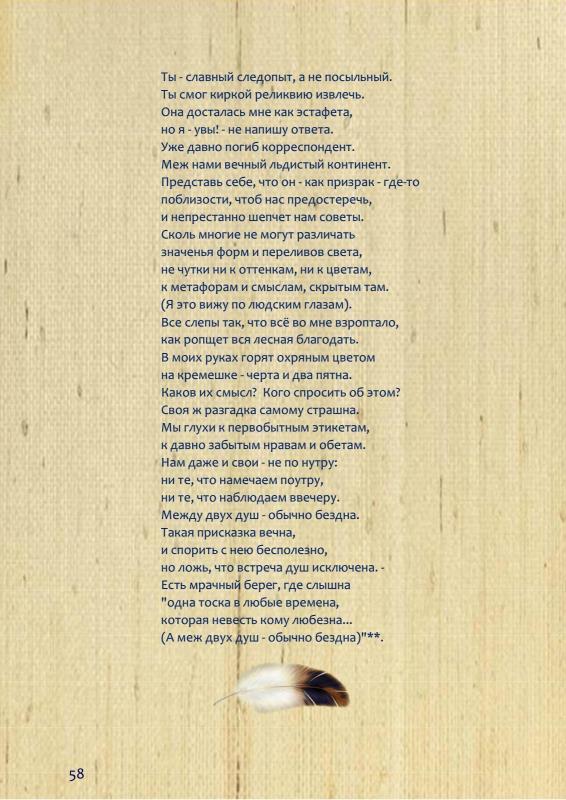 Ты - славный следопыт, а не посыльный.
Ты смог киркой реликвию извлечь.
Она досталась мне как эстафета,
но я - увы! - не напишу ответа.
Уже давно погиб корреспондент.
Меж нами вечный льдистый континент.
Представь себе, что он - как призрак - где-то
поблизости, чтоб нас предостеречь,
и непрестанно шепчет нам советы.
Сколь многие не могут различать
значенья форм и переливов света,
не чутки ни к оттенкам, ни к цветам,
к метафорам и смыслам, скрытым там.
(Я это вижу по людским глазам).
Все слепы так, что всё во мне взроптало,
как ропщет вся лесная благодать.
В моих руках горят охряным цветом
на кремешке - черта и два пятна.
Каков их смысл? Кого спросить об этом?
Своя ж разгадка самому страшна.
Мы глухи к первобытным этикетам,
к давно забытым нравам и обетам.
Нам даже и свои - не по нутру:
ни те, что намечаем поутру,
ни те, что наблюдаем ввечеру.
Между двух душ - обычно бездна.
Такая присказка вечна,
и спорить с нею бесполезно,
но ложь, что встреча душ исключена. -
Есть мрачный берег, где слышна
"одна тоска в любые времена,
которая невесть кому любезна...
(А меж двух душ - обычно бездна)"**.
58